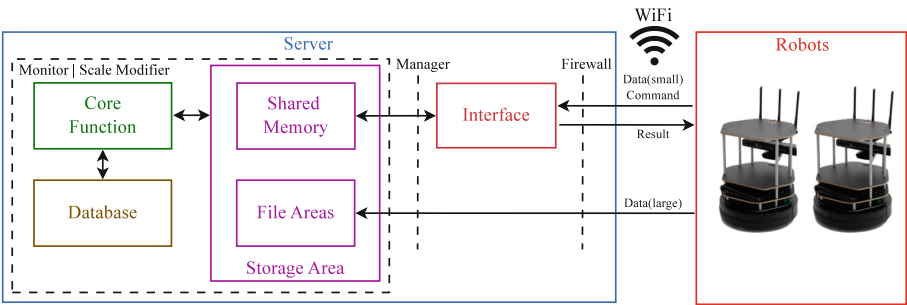 WiFi
Server
Robots
Monitor | Scale Modifier
Manager
Firewall
Core
Function
Shared
Memory
Interface
Data(small)
Command
Result
Database
File Areas
Data(large)
Storage Area